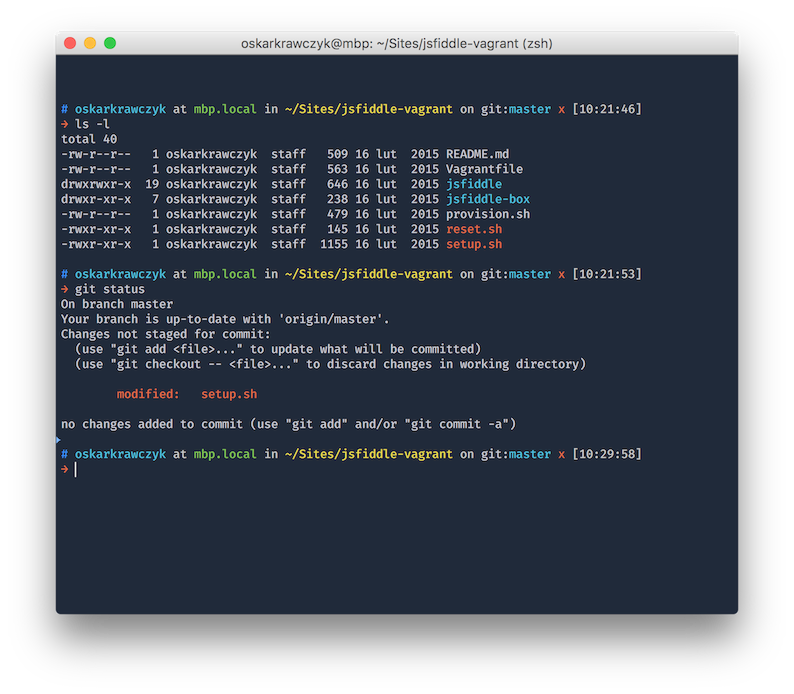 oskarkrawczyk@mbp: ~/Sites/jsfiddle-vagrant (zsh)
# oskarkrawczyk at mbp.local in ~/Sites/jsfiddle-vagrant on git:master x [10:21:46]
→ ls -l
total 40
-rw-r--r--   1 oskarkrawczyk  staff   509 16 lut  2015 README.md
-rw-r--r--   1 oskarkrawczyk  staff   563 16 lut  2015 Vagrantfile
drwxrwxr-x  19 oskarkrawczyk  staff   646 16 lut  2015 jsfiddle
drwxr-xr-x   7 oskarkrawczyk  staff   238 16 lut  2015 jsfiddle-box
-rw-r--r--   1 oskarkrawczyk  staff   479 16 lut  2015 provision.sh
-rwxr-xr-x   1 oskarkrawczyk  staff   145 16 lut  2015 reset.sh
-rwxr-xr-x   1 oskarkrawczyk  staff  1155 16 lut  2015 setup.sh
# oskarkrawczyk at mbp.local in ~/Sites/jsfiddle-vagrant on git:master x [10:21:53]
→ git status
On branch master
Your branch is up-to-date with 'origin/master'.
Changes not staged for commit:
  (use "git add <file>..." to update what will be committed)
  (use "git checkout -- <file>..." to discard changes in working directory)
        modified:   setup.sh
no changes added to commit (use "git add" and/or "git commit -a")
# oskarkrawczyk at mbp.local in ~/Sites/jsfiddle-vagrant on git:master x [10:29:58]
→